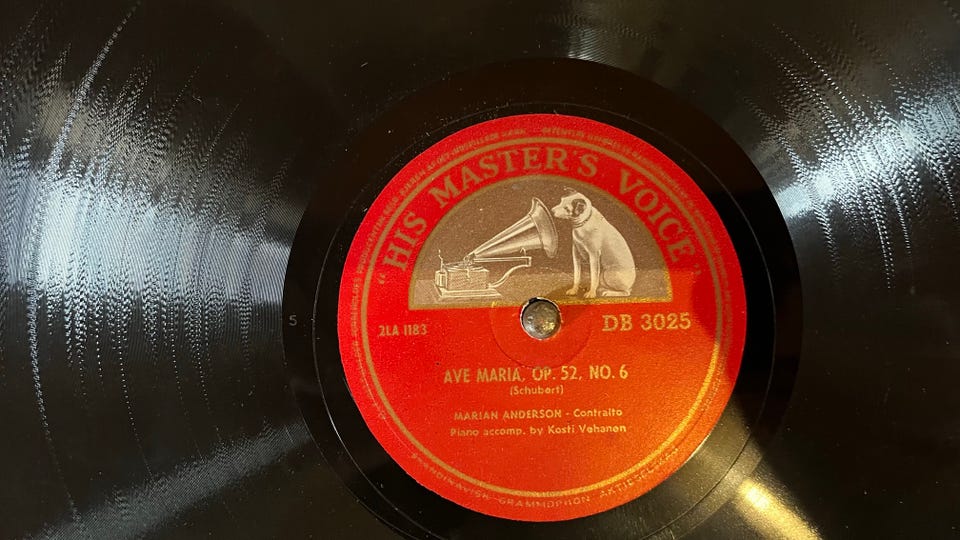 "HIS MASTER'S VOICE"
2LA 1183
DB 3025
5
AVE MARIA, OP. 52, NO. 6
(Schubert)
MARIAN ANDERSON - Contralto
Piano accomp. by Kosti Vehanen
SKANDINAVISK GRAMMOPHON AKTIESELSKAB